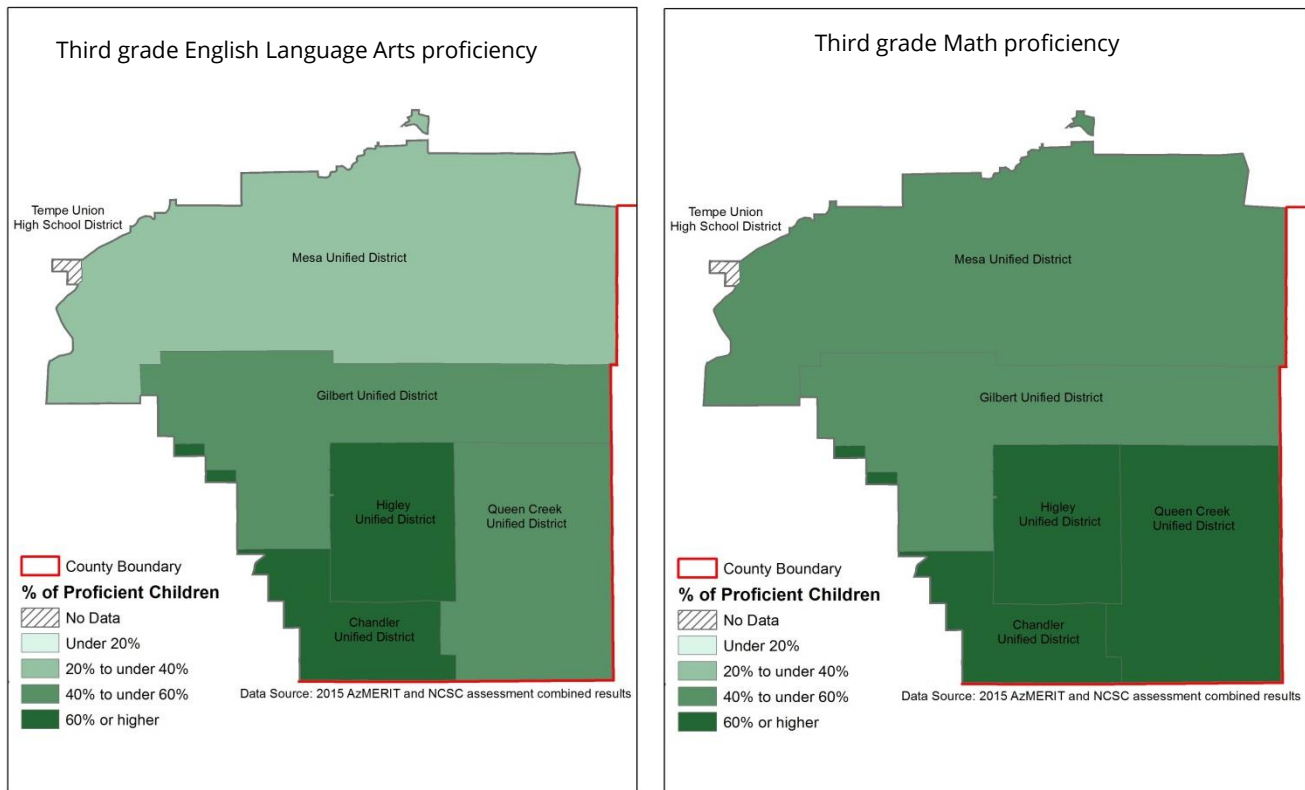 Third grade English Language Arts proficiency
Tempe Union
High School District
Mesa Unified District
Gilbert Unified District
Higley
Unified District
Queen Creek
Unified District
Chandler
Unified District
County Boundary
% of Proficient Children
No Data
Under 20%
20% to under 40%
40% to under 60%
60% or higher
Data Source: 2015 AzMERIT and NCSC assessment combined results
Third grade Math proficiency
Tempe Union
High School District
Mesa Unified District
Gilbert Unified District
Higley
Unified District
Queen Creek
Unified District
Chandler
Unified District
County Boundary
% of Proficient Children
No Data
Under 20%
20% to under 40%
40% to under 60%
60% or higher
Data Source: 2015 AzMERIT and NCSC assessment combined results